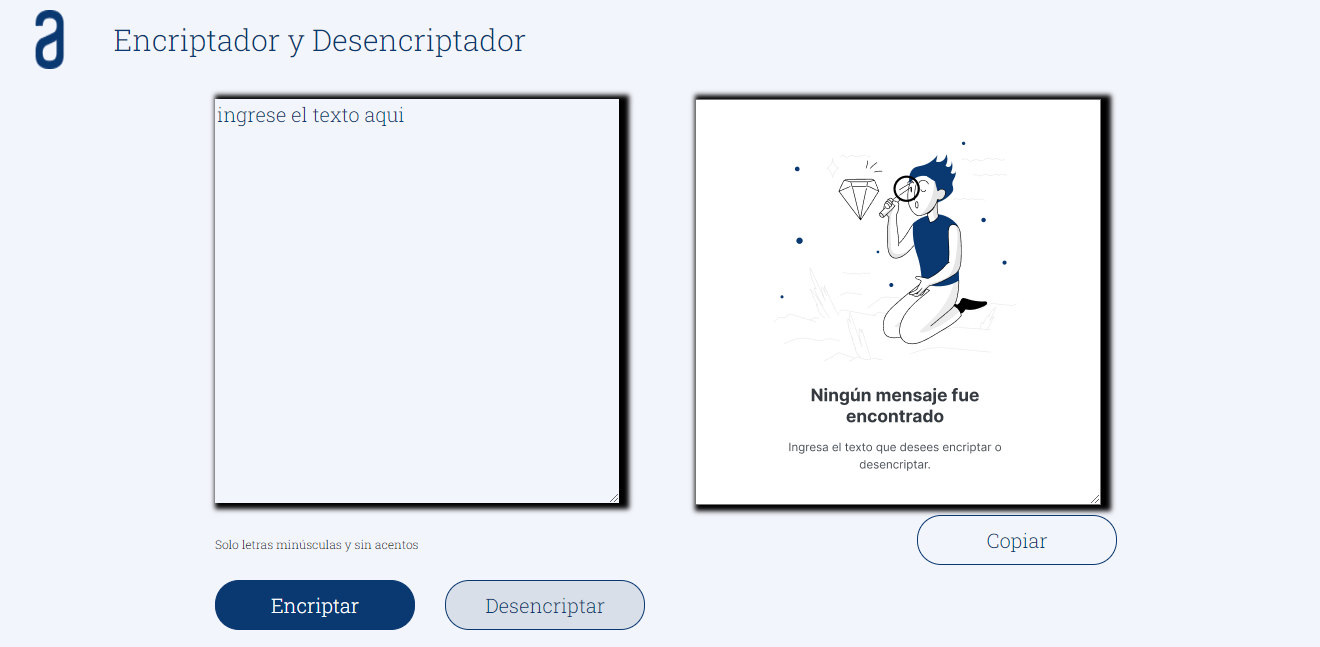 a
Encriptador y Desencriptador
ingrese el texto aqui
Ningún mensaje fue
encontrado
Ingresa el texto que desees encriptar o
desencriptar.
Solo letras minúsculas y sin acentos
Copiar
Encriptar
Desencriptar